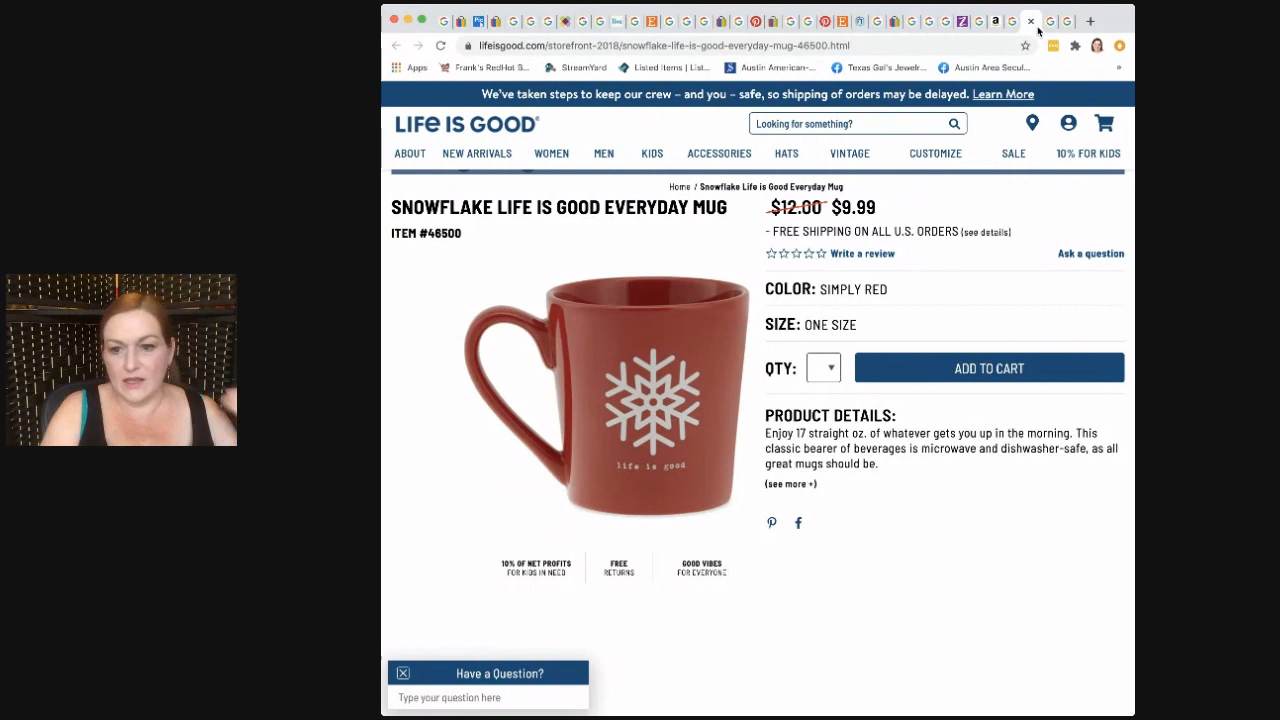 lifeisgood.com/storefront-2018/snowflake-life-is-good-everyday-mug-46500.html
Apps
Frank's RedHot B...
StreamYard
Listed Items | List...
Austin American-...
Texas Gal's Jewelr...
Austin Area Secul...
»
We've taken steps to keep our crew – and you – safe, so shipping of orders may be delayed. Learn More
LIFE IS GOOD®
Looking for something?
ABOUT NEW ARRIVALS WOMEN MEN KIDS ACCESSORIES HATS VINTAGE CUSTOMIZE SALE 10% FOR KIDS
Home / Snowflake Life is Good Everyday Mug
SNOWFLAKE LIFE IS GOOD EVERYDAY MUG
ITEM #46500
$12.00 $9.99
- FREE SHIPPING ON ALL U.S. ORDERS (see details)
Write a review
Ask a question
COLOR: SIMPLY RED
SIZE: ONE SIZE
QTY:
ADD TO CART
PRODUCT DETAILS:
Enjoy 17 straight oz. of whatever gets you up in the morning. This
classic bearer of beverages is microwave and dishwasher-safe, as all
great mugs should be.
(see more +)
life is good
10% OF NET PROFITS
FOR KIDS IN NEED
FREE
RETURNS
GOOD VIBES
FOR EVERYONE
Have a Question?
Type your question here